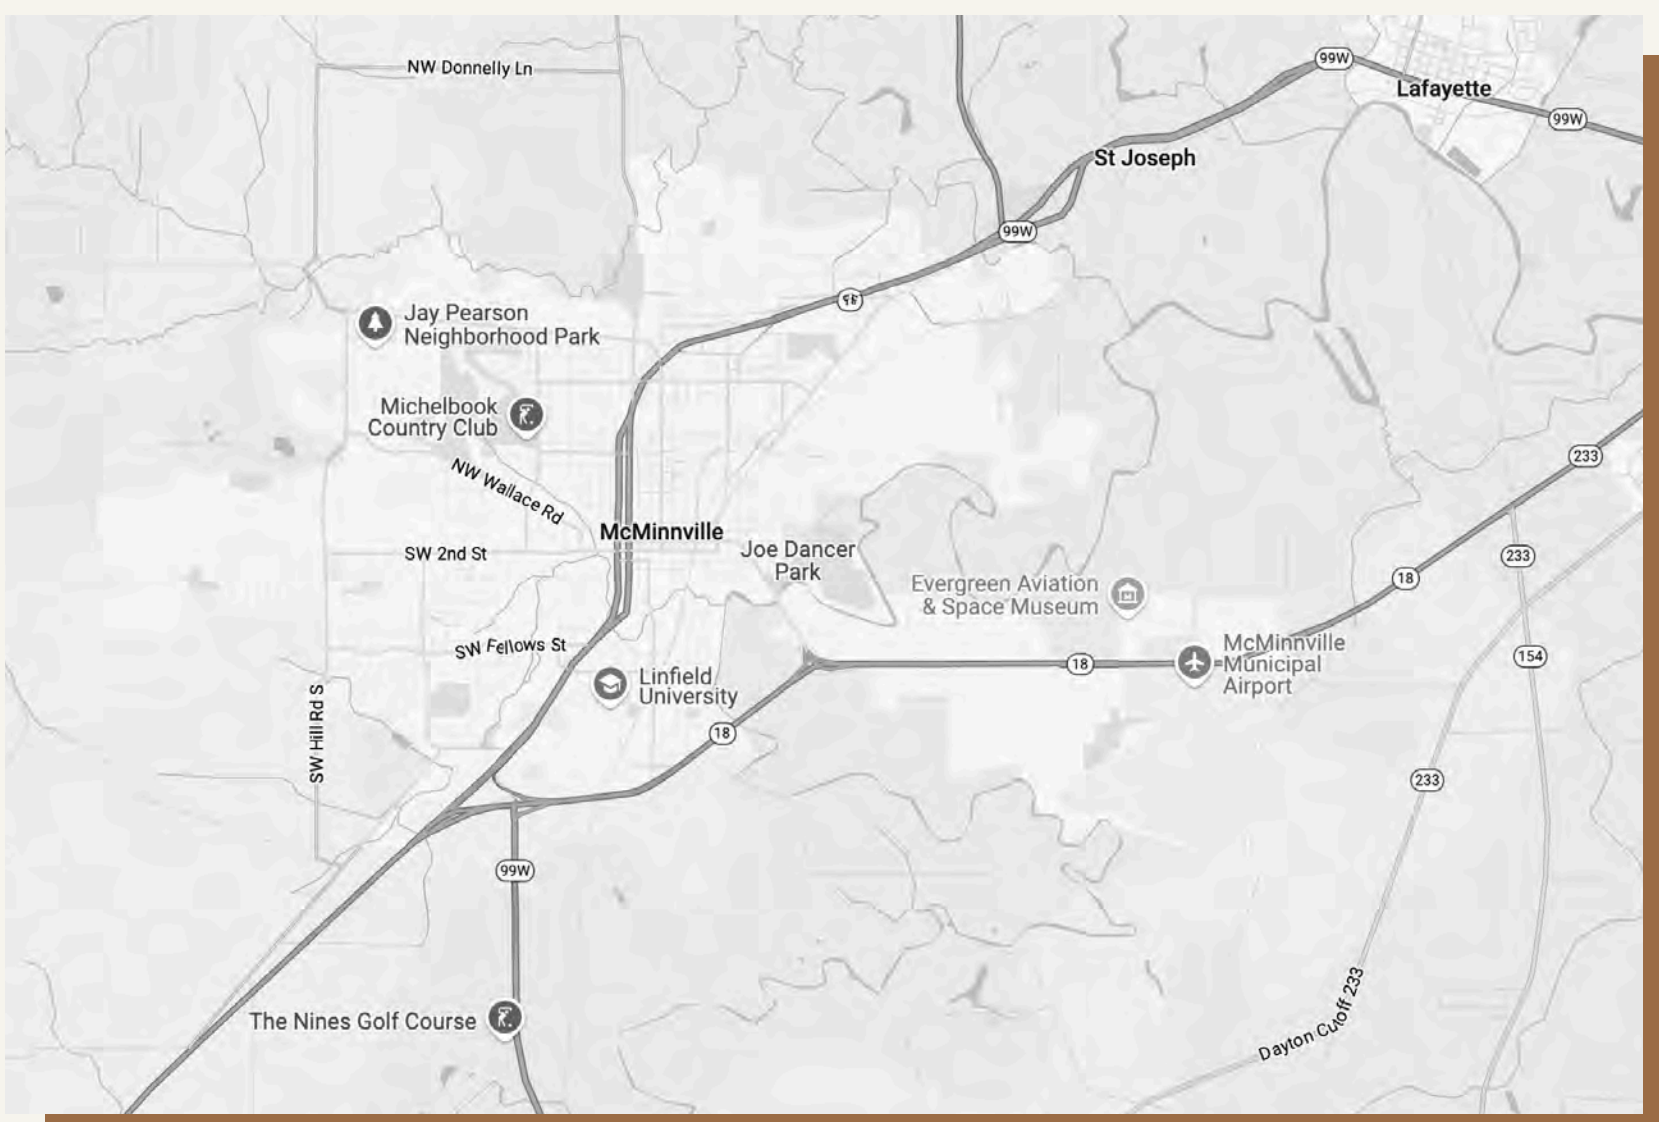 99W
NW Donnelly Ln
Lafayette
99W
St Joseph
99W
Jay Pearson
Neighborhood Park
Michelbook
Country Club
233
NW Wallace Rd
McMinnville
SW 2nd St
Joe Dancer
Park
233
18
Evergreen Aviation
& Space Museum
SW Fellows St
McMinnville
Municipal
Airport
18
154
Linfield
University
SW Hill Rd S
18
233
99W
The Nines Golf Course
Dayton Cutoff 233